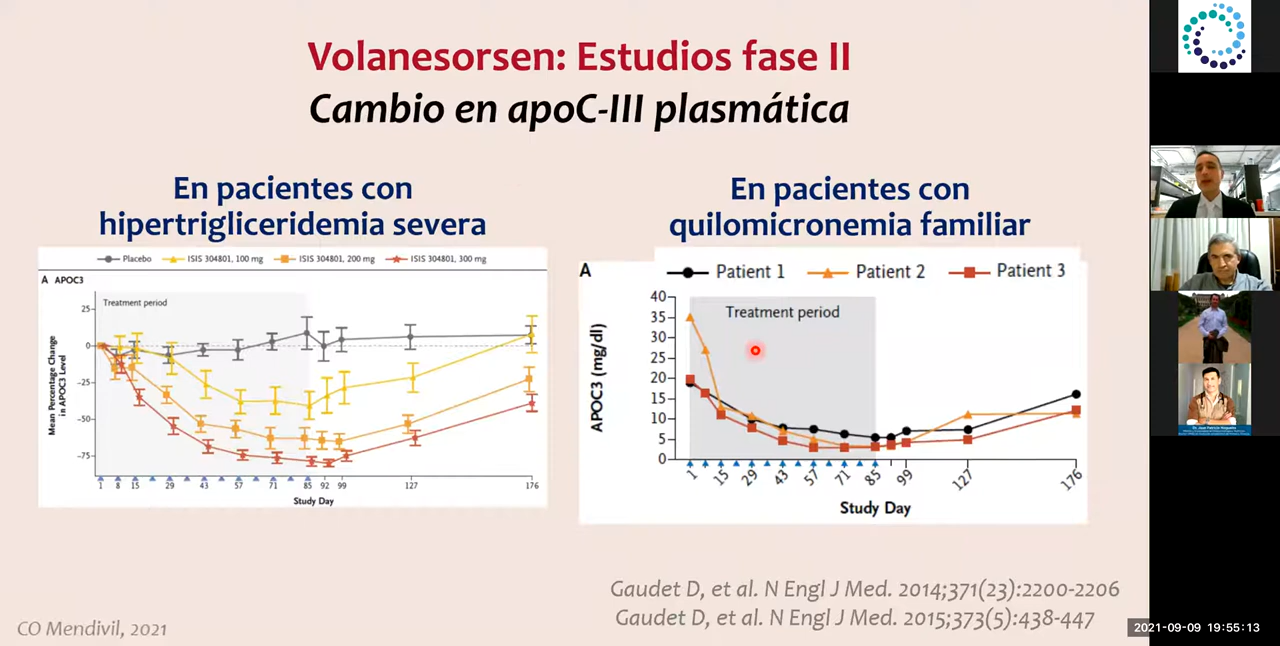 Volanesorsen: Estudios fase II
Cambio en apoC-III plasmática
En pacientes con
hipertrigliceridemia severa
Placebo ISIS 304801, 100 mg ISIS 304801, 200 mg ISIS 304801, 300 mg
A APOC3
Treatment period
Mean Percentage Change
in APOC3 Level
25
0
-25
-50
-75
1 8 15 29 43 57 71 85 92 99 127 176
Study Day
En pacientes con
quilomicronemia familiar
A
Patient 1 Patient 2 Patient 3
Treatment period
APOC3 (mg/dl)
40
35
30
25
20
15
10
5
0
1 15 29 43 57 71 85 99 127 176
Study Day
Gaudet D, et al. N Engl J Med. 2014;371(23):2200-2206
Gaudet D, et al. N Engl J Med. 2015;373(5):438-447
CO Mendivil, 2021
2021-09-09 19:55:13